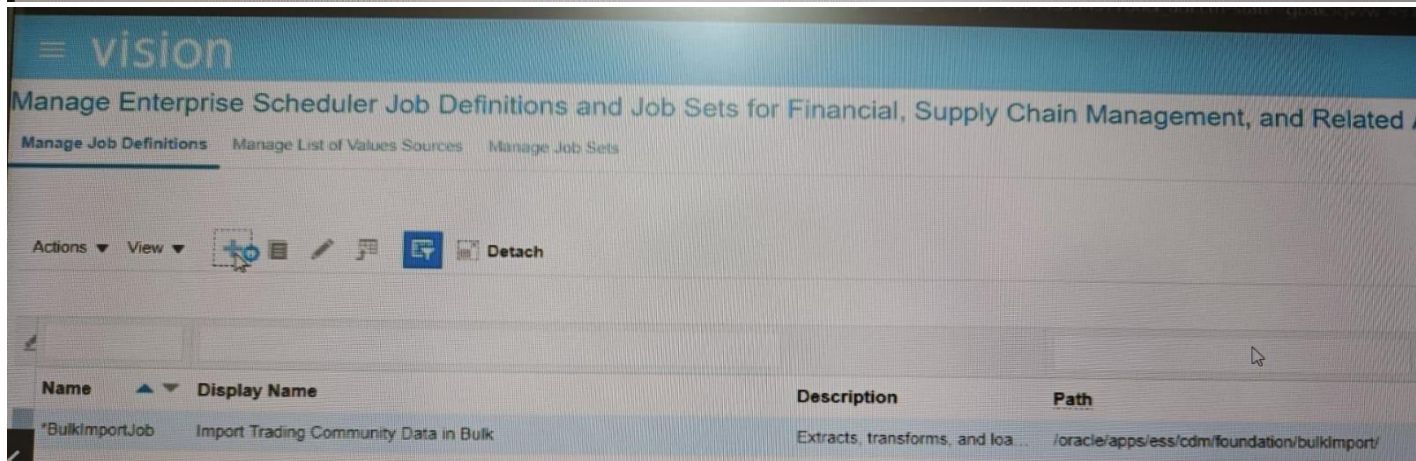 vision
Manage Enterprise Scheduler Job Definitions and Job Sets for Financial, Supply Chain Management, and Related
Manage Job Definitions Manage List of Values Sources Manage Job Sets
Actions View Detach
Name Display Name Description Path
*BulkImportJob Import Trading Community Data in Bulk Extracts, transforms, and loa... /oracle/apps/ess/cdm/foundation/bulkImport/